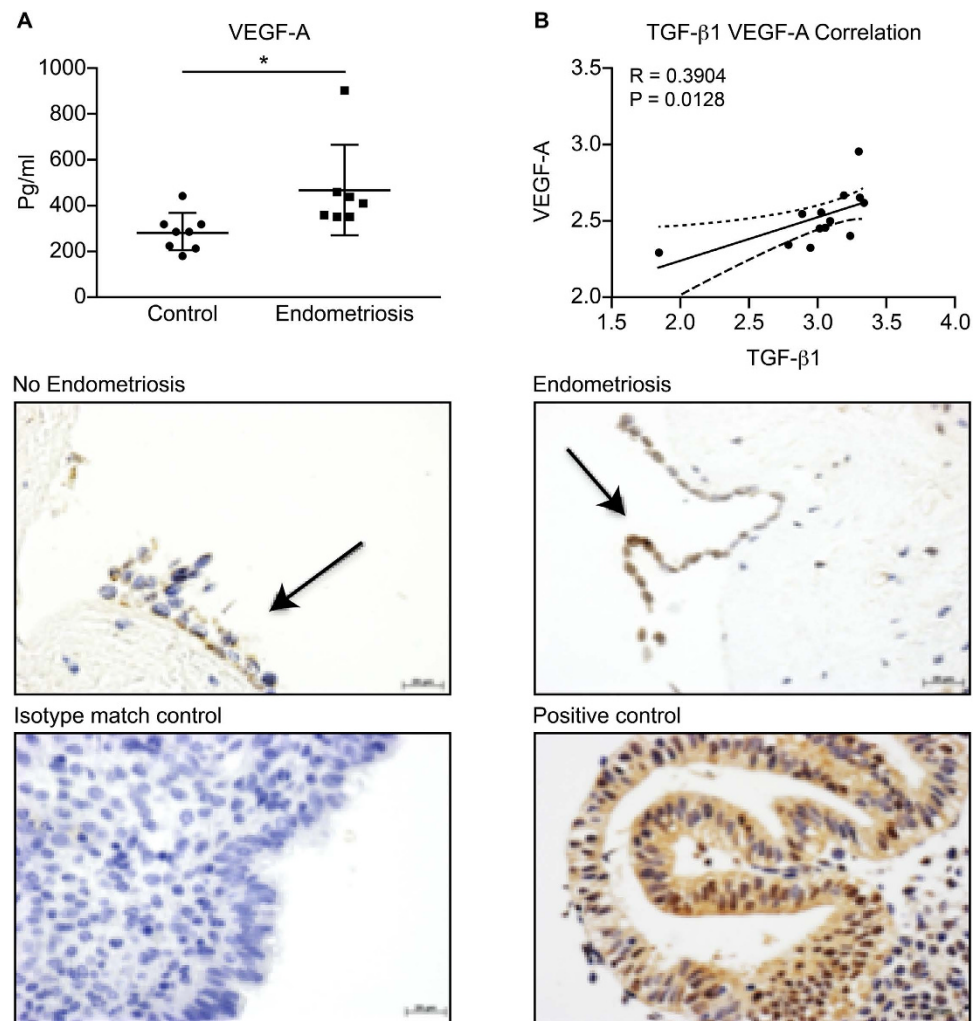 A
VEGF-A
*
1000
800
600
400
200
0
Pg/ml
Control
Endometriosis
B
TGF-β1 VEGF-A Correlation
R = 0.3904
P = 0.0128
3.5
3.0
2.5
2.0
VEGF-A
1.5
2.0
2.5
3.0
3.5
4.0
TGF-β1
No Endometriosis
Endometriosis
Isotype match control
Positive control